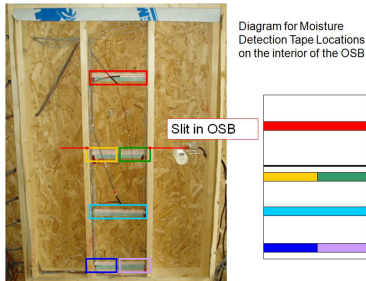 Diagram for Moisture
Detection Tape Locations
on the interior of the OSB
Slit in OSB